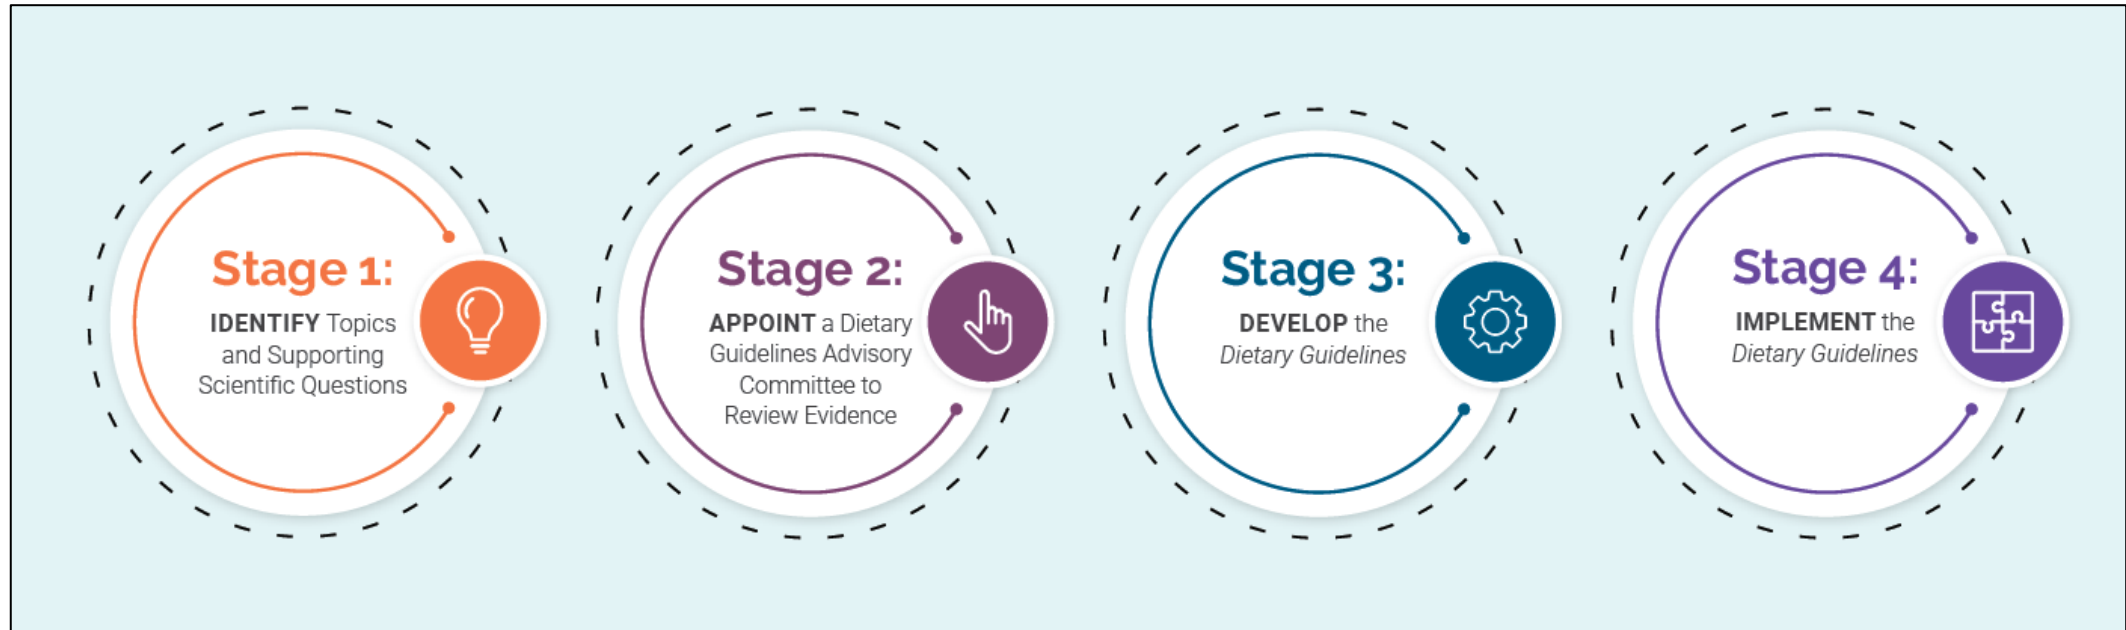 Stage 1:
IDENTIFY Topics
and Supporting
Scientific Questions
Stage 2:
APPOINT a Dietary
Guidelines Advisory
Committee to
Review Evidence
Stage 3:
DEVELOP the
Dietary Guidelines
Stage 4:
IMPLEMENT the
Dietary Guidelines